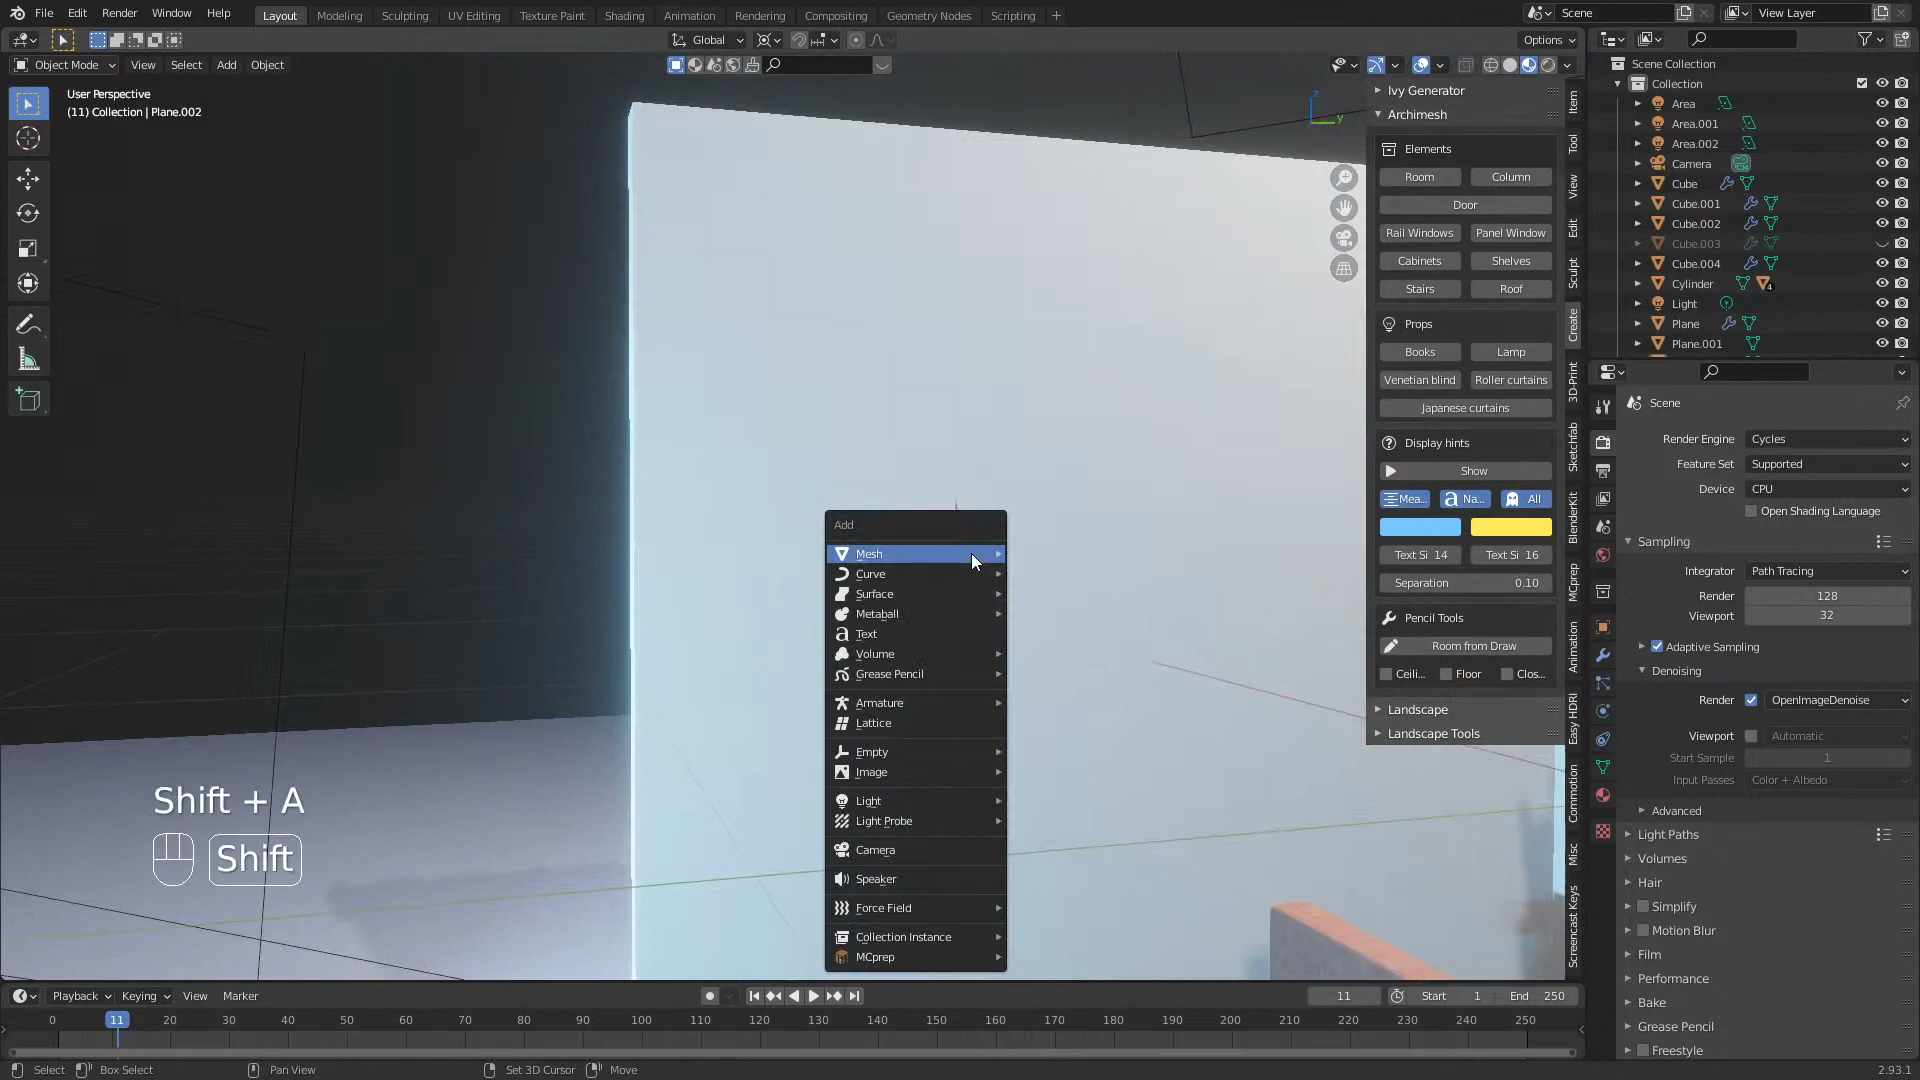 File Edit Render Window Help Layout Modeling Sculpting UV Editing Texture Paint Shading Animation Rendering Compositing Geometry Nodes Scripting + Scene View Layer
Global Options
Object Mode View Select Add Object
User Perspective
(11) Collection | Plane.002
z
y
Ivy Generator
Archimesh
Elements
Room Column
Door
Rail Windows Panel Window
Cabinets Shelves
Stairs Roof
Props
Books Lamp
Venetian blind Roller curtains
Japanese curtains
Display hints
Show
Mea... Na... All
Text Si 14 Text Si 16
Separation 0.10
Pencil Tools
Room from Draw
Ceili... Floor Clos...
Landscape
Landscape Tools
Item
Tool
View
Edit
Sculpt
Create
3D-Print
Sketchfab
BlenderKit
MCprep
Animation
Easy HDRI
Commotion
Misc
Screencast Keys
Add
Mesh
Curve
Surface
Metaball
Text
Volume
Grease Pencil
Armature
Lattice
Empty
Image
Light
Light Probe
Camera
Speaker
Force Field
Collection Instance
MCprep
Shift + A
Shift
Scene Collection
Collection
Area
Area.001
Area.002
Camera
Cube
Cube.001
Cube.002
Cube.003
Cube.004
Cylinder 4
Light
Plane
Plane.001
Scene
Render Engine Cycles
Feature Set Supported
Device CPU
Open Shading Language
Sampling
Integrator Path Tracing
Render 128
Viewport 32
Adaptive Sampling
Denoising
Render OpenImageDenoise
Viewport Automatic
Start Sample 1
Input Passes Color + Albedo
Advanced
Light Paths
Volumes
Hair
Simplify
Motion Blur
Film
Performance
Bake
Grease Pencil
Freestyle
Playback Keying View Marker 11 Start 1 End 250
0 11 20 30 40 50 60 70 80 90 100 110 120 130 140 150 160 170 180 190 200 210 220 230 240 250
Select Box Select Pan View Set 3D Cursor Move 2.93.1